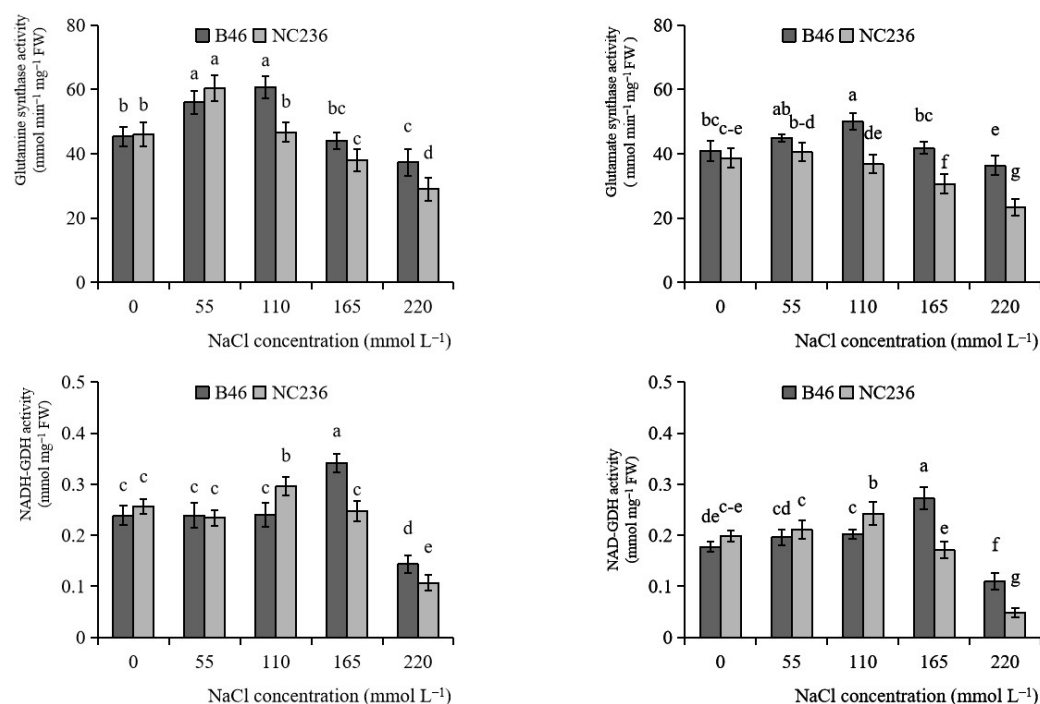 Glutamine synthase activity
(mmol min⁻¹ mg⁻¹ FW)
80
60
40
20
0
B46 NC236
b b a a a b bc c c d
0 55 110 165 220
NaCl concentration (mmol L⁻¹)
Glutamate synthase activity
( mmol min⁻¹ mg⁻¹ FW)
80
60
40
20
0
B46 NC236
bc c-e ab b-d a de bc f e g
0 55 110 165 220
NaCl concentration (mmol L⁻¹)
NADH-GDH activity
(mmol mg⁻¹ FW)
0.5
0.4
0.3
0.2
0.1
0
B46 NC236
c c c c c b a c d e
0 55 110 165 220
NaCl concentration (mmol L⁻¹)
NAD-GDH activity
(mmol mg⁻¹ FW)
0.5
0.4
0.3
0.2
0.1
0
B46 NC236
de c-e cd c c b a e f g
0 55 110 165 220
NaCl concentration (mmol L⁻¹)